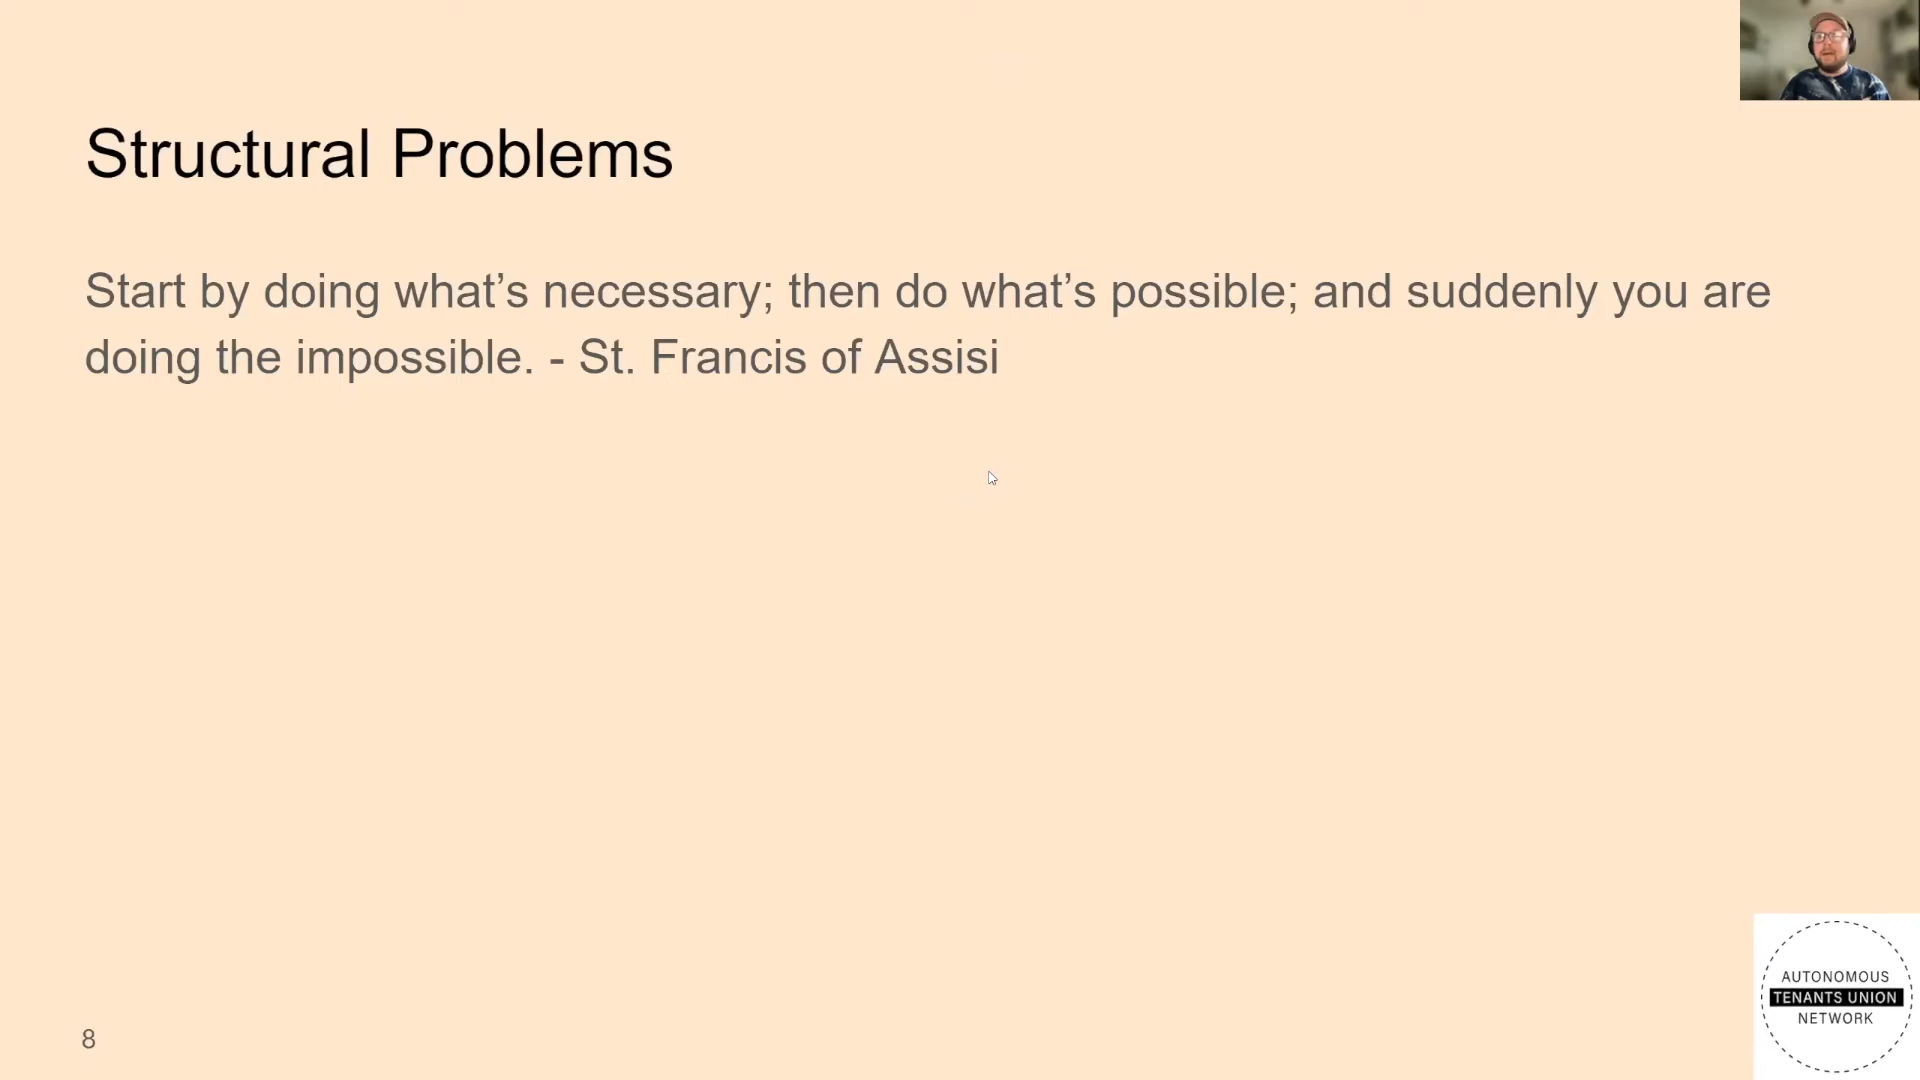 Structural Problems
Start by doing what’s necessary; then do what’s possible; and suddenly you are
doing the impossible. - St. Francis of Assisi
8
AUTONOMOUS
TENANTS UNION
NETWORK